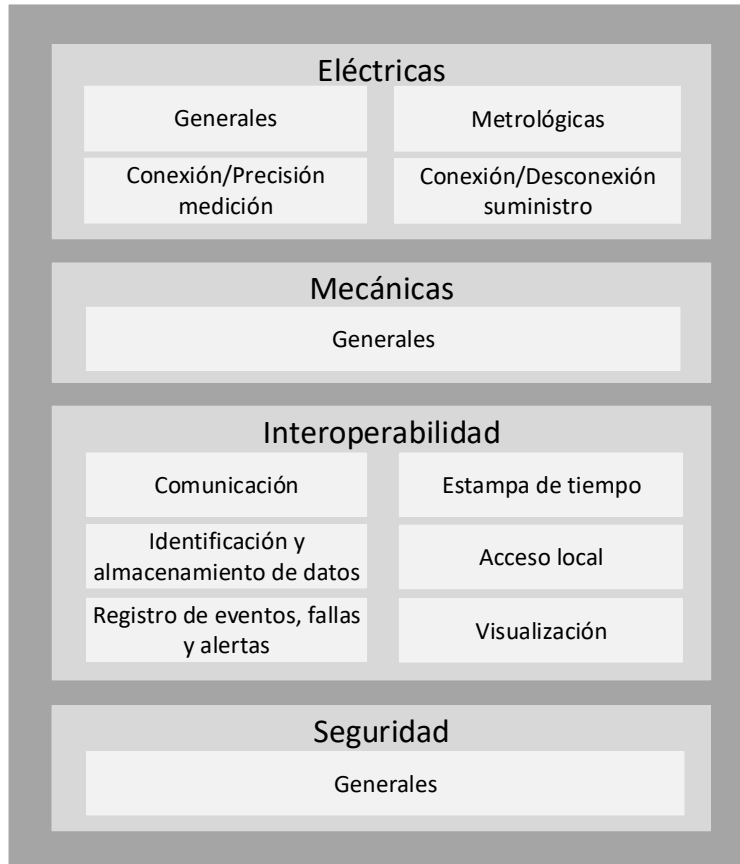 Eléctricas
Generales
Metrológicas
Conexión/Precisión
medición
Conexión/Desconexión
suministro
Mecánicas
Generales
Interoperabilidad
Comunicación
Estampa de tiempo
Identificación y
almacenamiento de datos
Acceso local
Registro de eventos, fallas
y alertas
Visualización
Seguridad
Generales